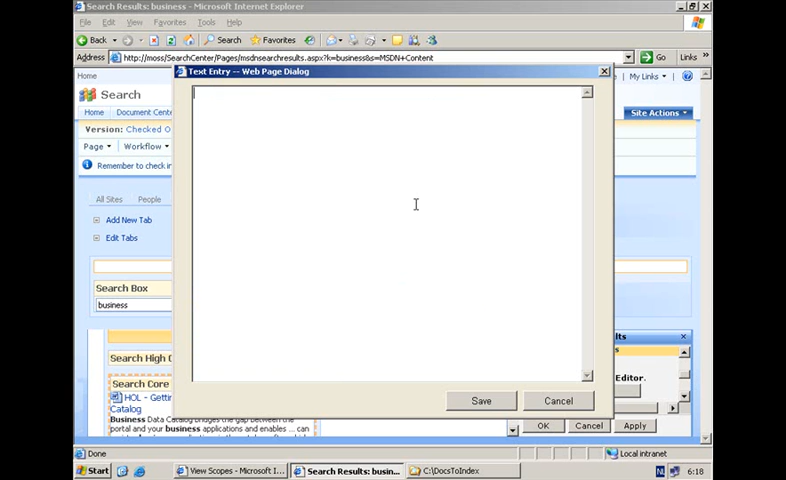 Search Results: business - Microsoft Internet Explorer
File Edit View Favorites Tools Help
Back Search Favorites
Address http://moss/SearchCenter/Pages/msdnsearchresults.aspx?k=business&s=MSDN+Content Go Links »
Text Entry -- Web Page Dialog
Home My Links
Search
Home Document Cente Site Actions
Version: Checked O
Page Workflow
Remember to check in
All Sites People
Add New Tab
Edit Tabs
Search Box
business
lts
Search High C
Search Core
Editor.
HOL - Getti
Catalog
Business Data Catalog bridges the gap between the
portal and your business applications and enables ... can
Save Cancel
OK Cancel Apply
Done Local intranet
Start View Scopes - Microsoft I... Search Results: busin... C:\DocsToIndex NL 6:18